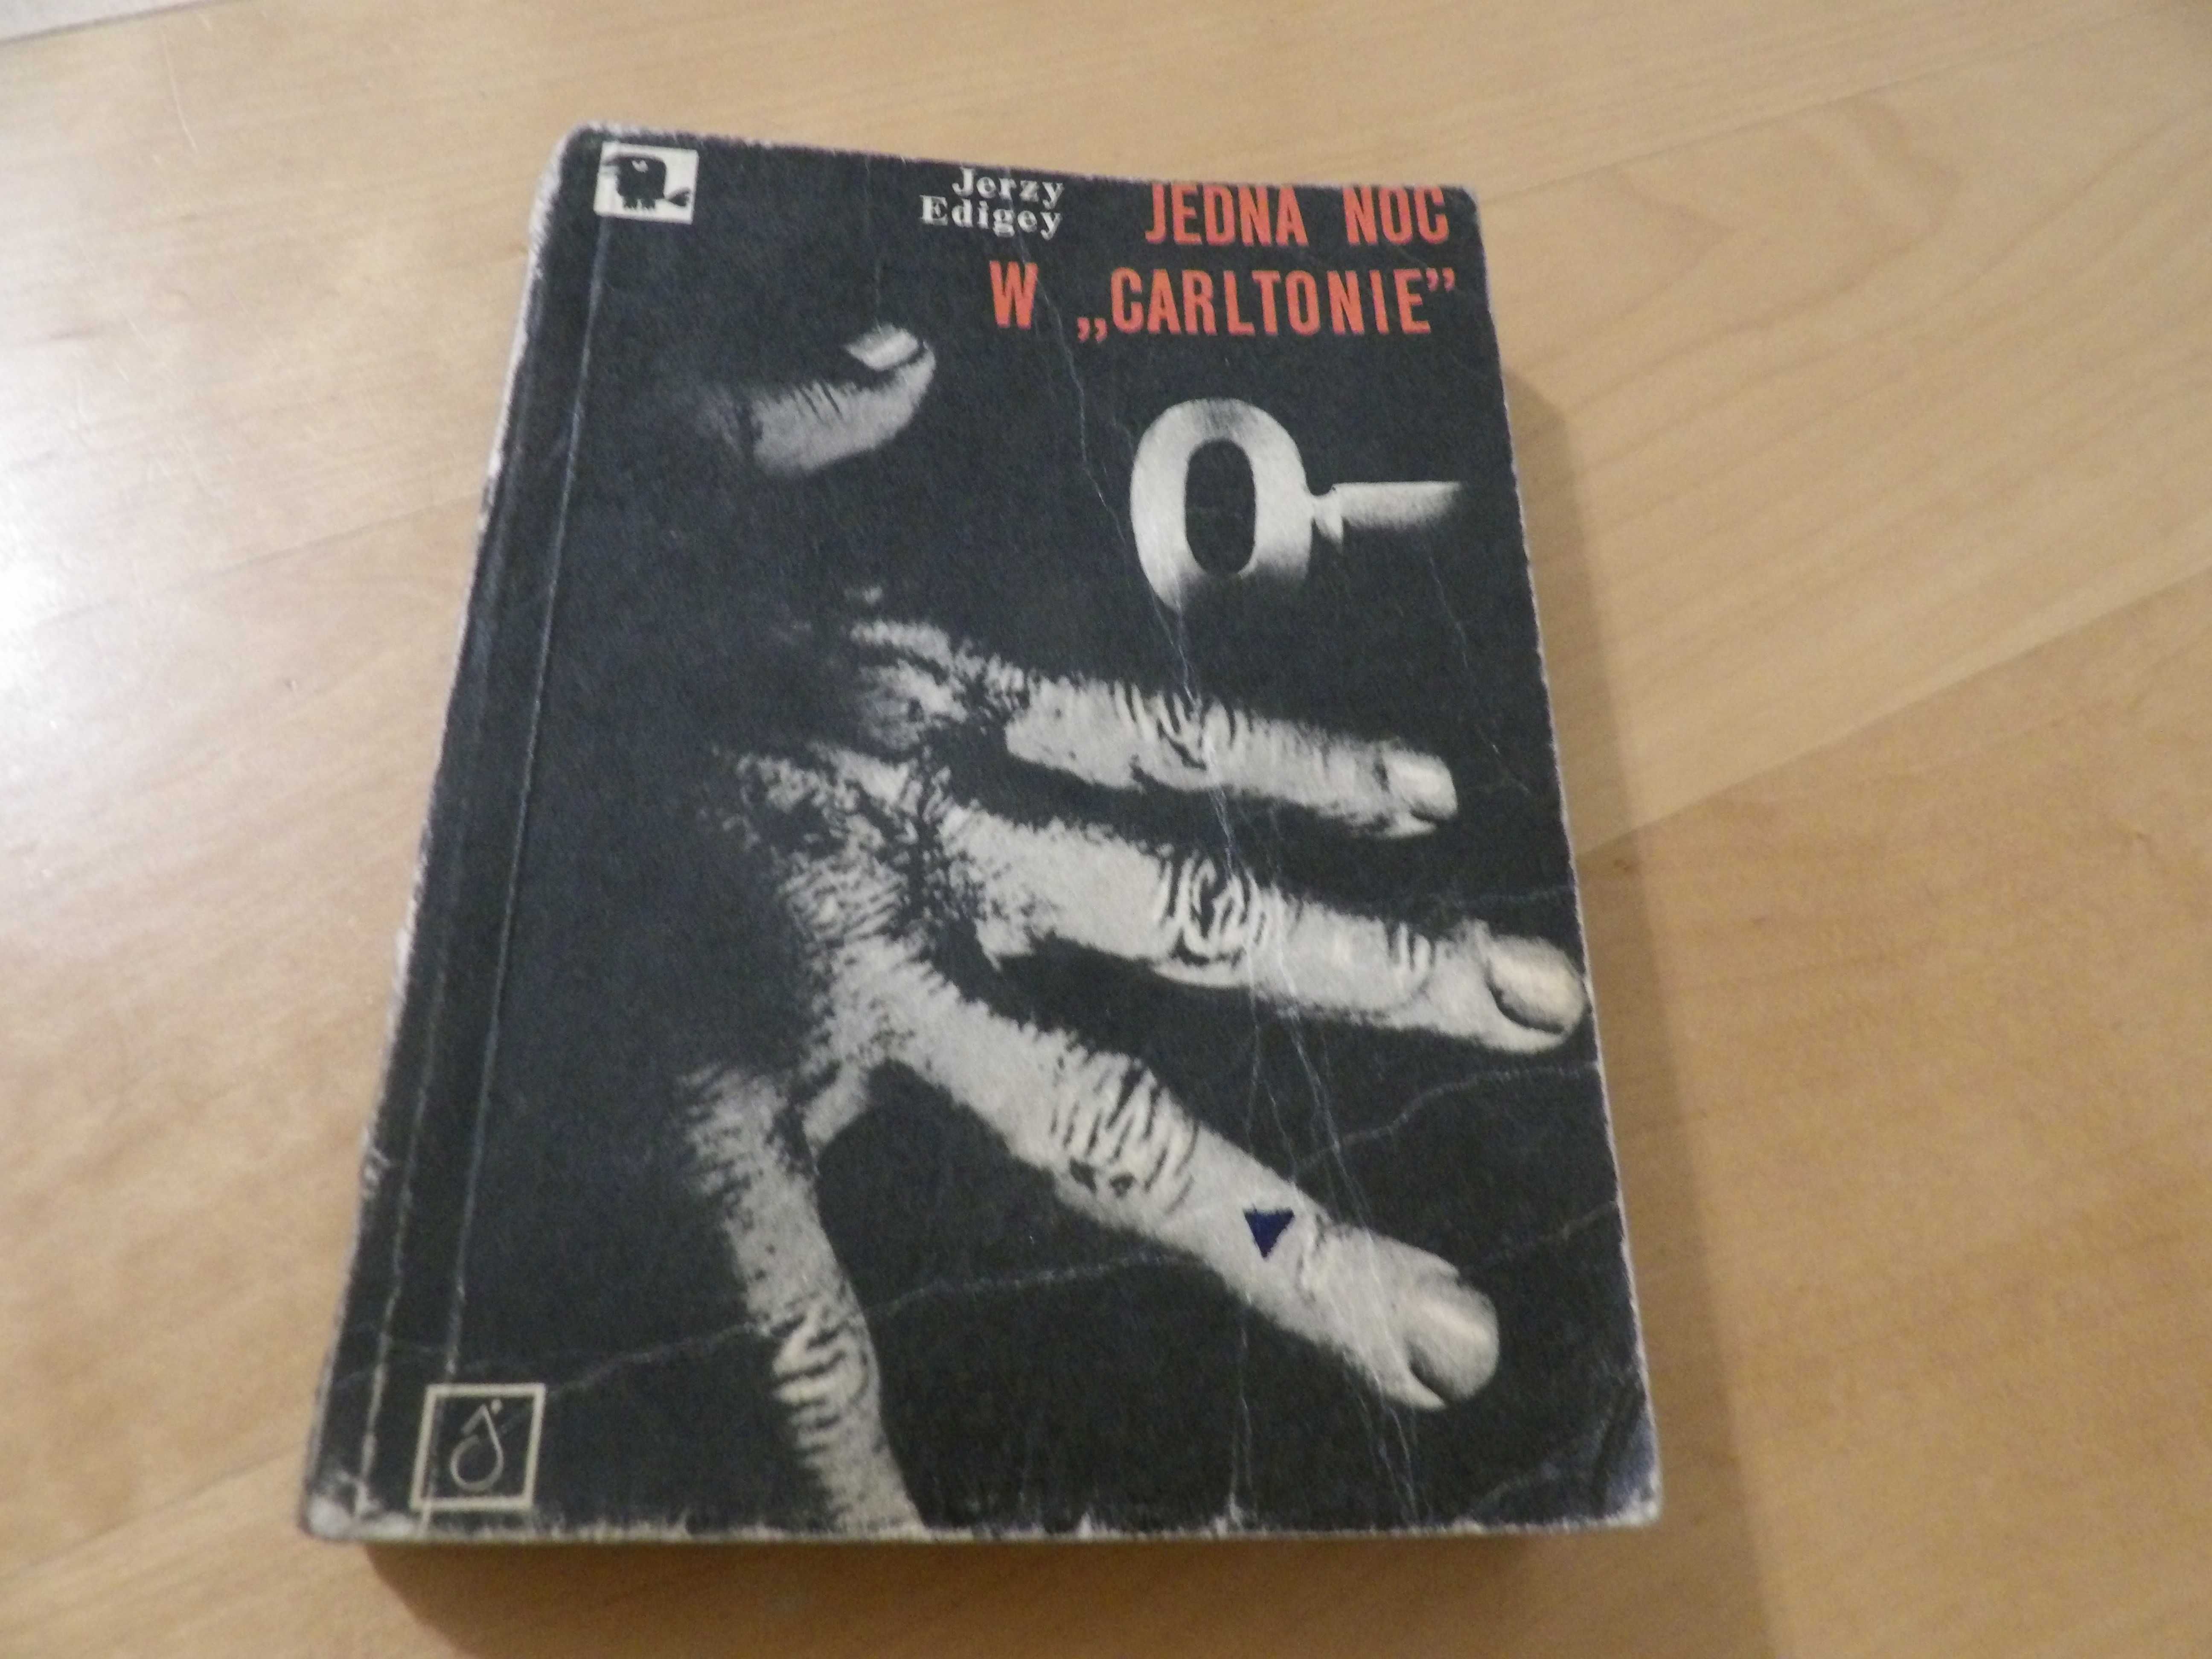 Jerzy
Edigey
JEDNA NOC
W „CARLTONIE”